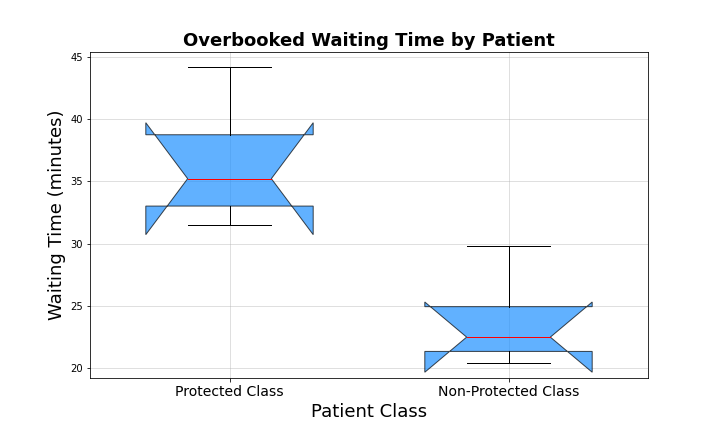 Overbooked Waiting Time by Patient
Waiting Time (minutes)
45
40
35
30
25
20
Protected Class
Non-Protected Class
Patient Class